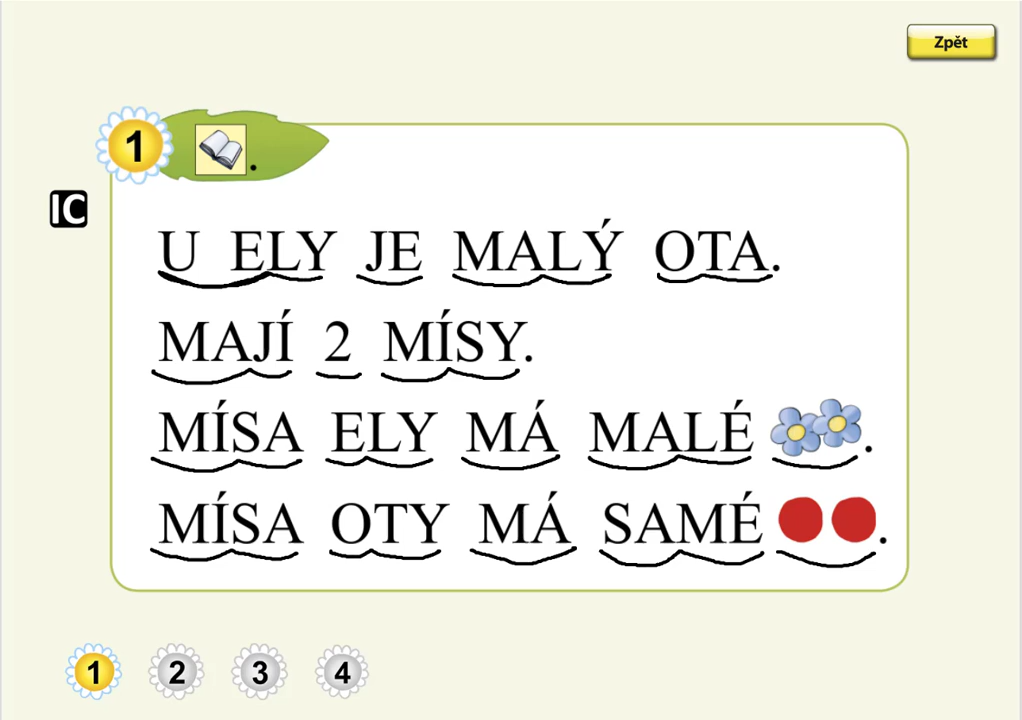 Zpět
1 .
IC
U ELY JE MALÝ OTA.
MAJÍ 2 MÍSY.
MÍSA ELY MÁ MALÉ .
MÍSA OTY MÁ SAMÉ .
1 2 3 4